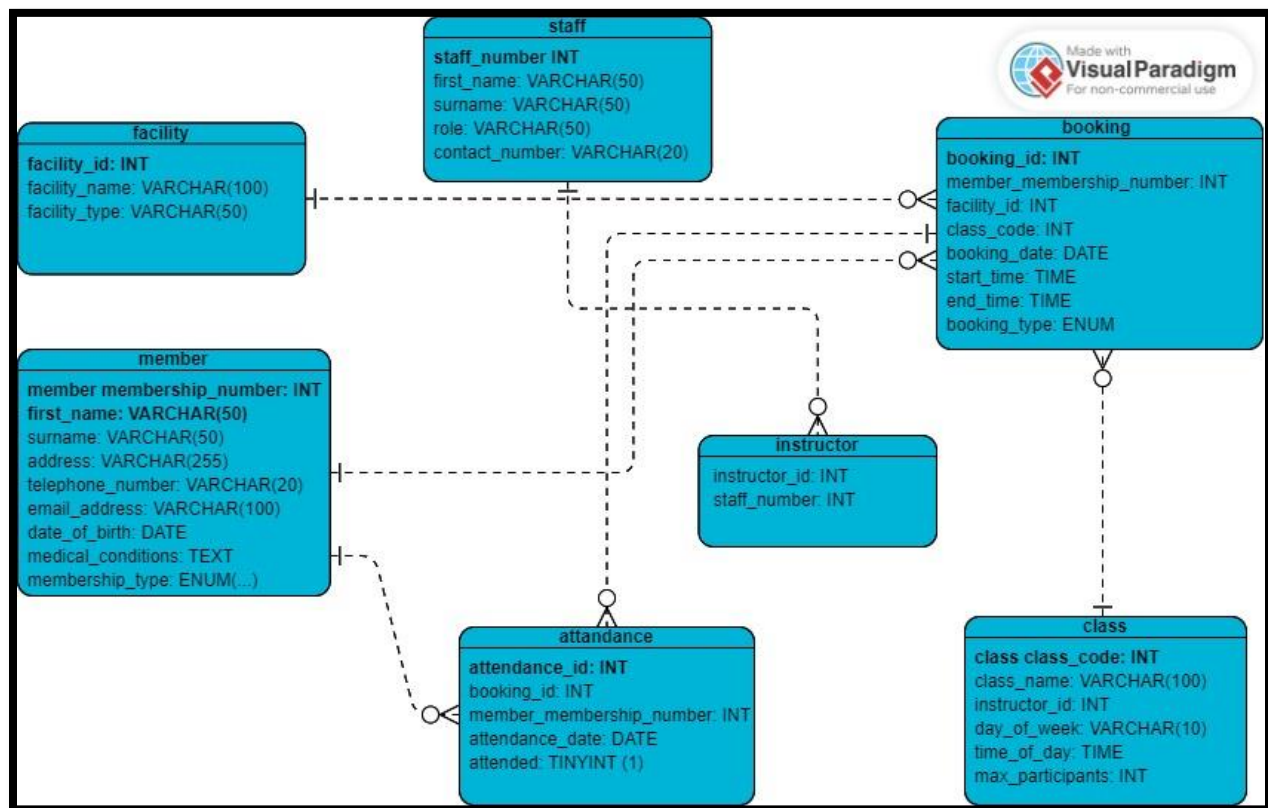 staff
staff_number INT
first_name: VARCHAR(50)
surname: VARCHAR(50)
role: VARCHAR(50)
contact_number: VARCHAR(20)
Made with
VisualParadigm
For non-commercial use
facility
facility_id: INT
facility_name: VARCHAR(100)
facility_type: VARCHAR(50)
booking
booking_id: INT
member_membership_number: INT
facility_id: INT
class_code: INT
booking_date: DATE
start_time: TIME
end_time: TIME
booking_type: ENUM
member
member membership_number: INT
first_name: VARCHAR(50)
surname: VARCHAR(50)
address: VARCHAR(255)
telephone_number: VARCHAR(20)
email_address: VARCHAR(100)
date_of_birth: DATE
medical_conditions: TEXT
membership_type: ENUM(...)
instructor
instructor_id: INT
staff_number: INT
attandance
attendance_id: INT
booking_id: INT
member_membership_number: INT
attendance_date: DATE
attended: TINYINT (1)
class
class class_code: INT
class_name: VARCHAR(100)
instructor_id: INT
day_of_week: VARCHAR(10)
time_of_day: TIME
max_participants: INT